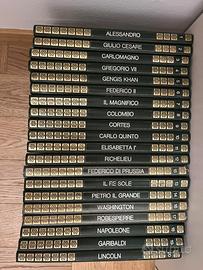 ALESSANDRO
GIULIO CESARE
CARLOMAGNO
GREGORIO VII
GENGIS KHAN
FEDERICO II
IL MAGNIFICO
COLOMBO
CORTES
CARLO QUINTO
ELISABETTA Iª
RICHELIEU
FEDERICO DI PRUSSIA
IL RE SOLE
PIETRO IL GRANDE
WASHINGTON
ROBESPIERRE
NAPOLEONE
GARIBALDI
LINCOLN